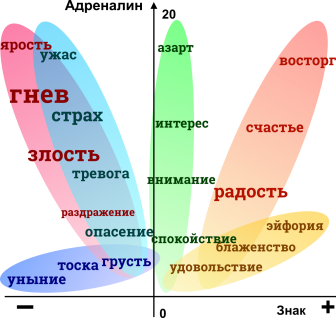 Адреналин
20
ярость
ужас
азарт
восторг
гнев
страх
интерес
счастье
злость
тревога
внимание
радость
раздражение
опасение
спокойствие
эйфория
блаженство
тоска
грусть
удовольствие
уныние
−
0
Знак
+